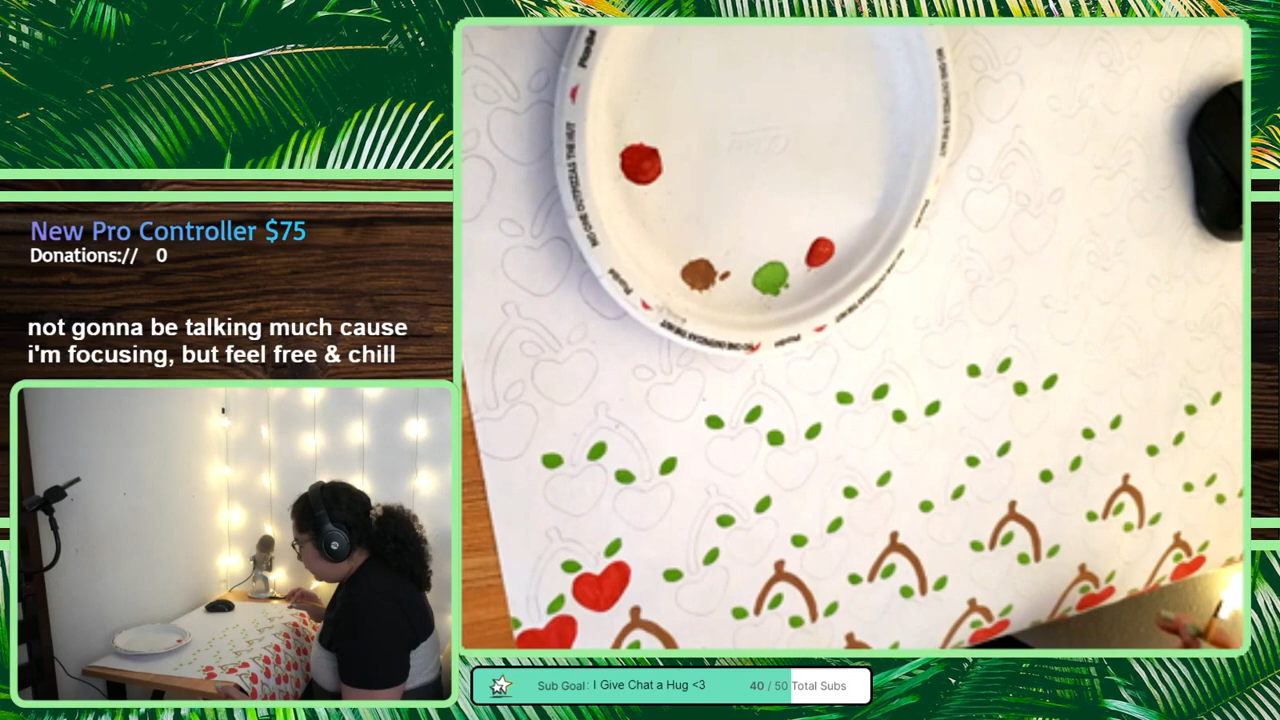 New Pro Controller $75
Donations:// 0
not gonna be talking much cause
i'm focusing, but feel free & chill
Sub Goal: I Give Chat a Hug <3 40 / 50 Total Subs